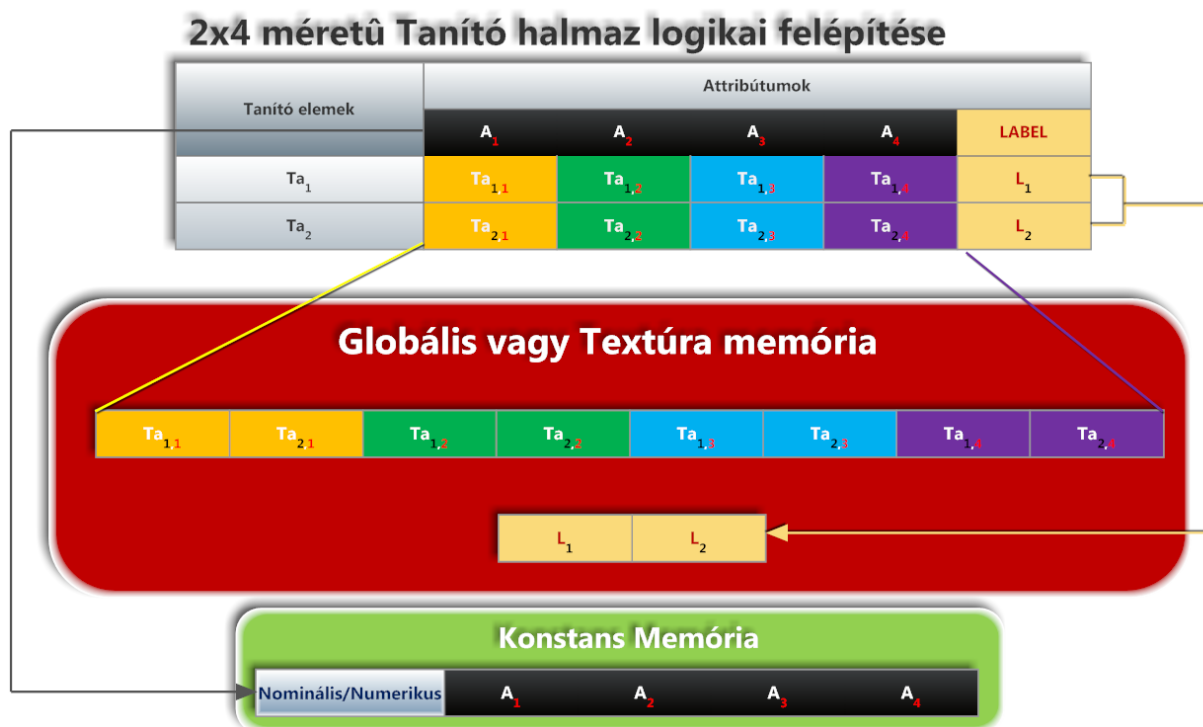 2x4 méretû Tanító halmaz logikai felépítése
Tanító elemek
Attribútumok
A1 A2 A3 A4 LABEL
Ta1 Ta1,1 Ta1,2 Ta1,3 Ta1,4 L1
Ta2 Ta2,1 Ta2,2 Ta2,3 Ta2,4 L2
Globális vagy Textúra memória
Ta1,1 Ta2,1 Ta1,2 Ta2,2 Ta1,3 Ta2,3 Ta1,4 Ta2,4
L1 L2
Konstans Memória
Nominális/Numerikus A1 A2 A3 A4